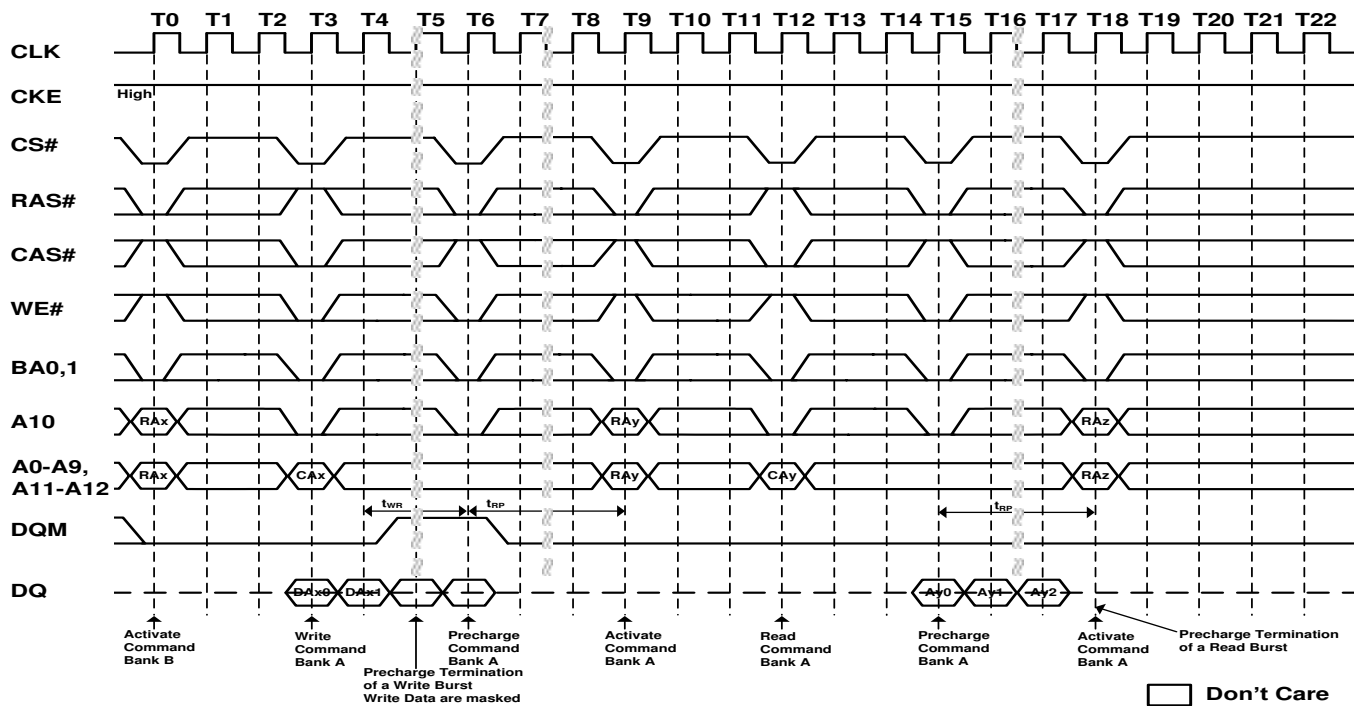 T0 T1 T2 T3 T4 T5 T6 T7 T8 T9 T10 T11 T12 T13 T14 T15 T16 T17 T18 T19 T20 T21 T22
CLK
CKE
High
CS#
RAS#
CAS#
WE#
BA0,1
A10
RAx
RAy
RAz
A0-A9,
A11-A12
RAx
CAx
RAy
CAy
RAz
tWR
tRP
tRP
DQM
DQ
DAx0
DAx1
Ay0
Ay1
Ay2
Activate
Command
Bank B
Write
Command
Bank A
Precharge Termination
of a Write Burst
Write Data are masked
Precharge
Command
Bank A
Activate
Command
Bank A
Read
Command
Bank A
Precharge
Command
Bank A
Activate
Command
Bank A
Precharge Termination
of a Read Burst
Don't Care